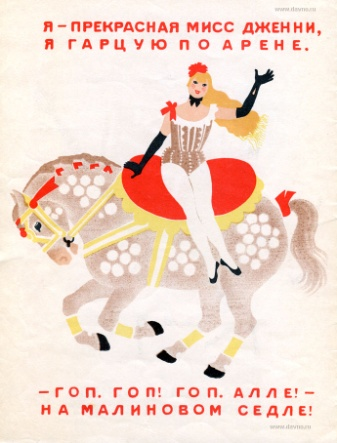 www.davno.ru
Я – ПРЕКРАСНАЯ МИСС ДЖЕННИ,
Я ГАРЦУЮ ПО АРЕНЕ.
– ГОП. ГОП! ГОП. АЛЛЕ! –
НА МАЛИНОВОМ СЕДЛЕ!
www.davno.ru